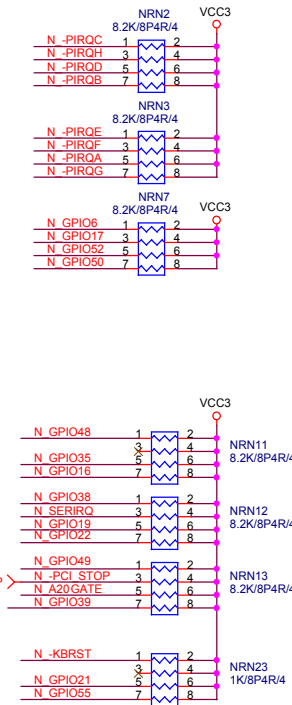 NRN2
VCC3
8.2K/8P4R/4
N_-PIRQC 1 2
N_-PIRQH 3 4
N_-PIRQD 5 6
N_-PIRQB 7 8
NRN3
8.2K/8P4R/4
N_-PIRQE 1 2
N_-PIRQF 3 4
N_-PIRQA 5 6
N_-PIRQG 7 8
NRN7
VCC3
8.2K/8P4R/4
N_GPIO6 1 2
N_GPIO17 3 4
N_GPIO52 5 6
N_GPIO50 7 8
VCC3
N_GPIO48 1 2
3 4 NRN11
N_GPIO35 5 6 8.2K/8P4R/4
N_GPIO16 7 8
N_GPIO38 1 2
N_SERIRQ 3 4 NRN12
N_GPIO19 5 6 8.2K/8P4R/4
N_GPIO22 7 8
N_GPIO49 1 2
N_-PCI_STOP 3 4 NRN13
N_A20GATE 5 6 8.2K/8P4R/4
N_GPIO39 7 8
N_-KBRST 1 2
3 4 NRN23
N_GPIO21 5 6 1K/8P4R/4
N_GPIO55 7 8